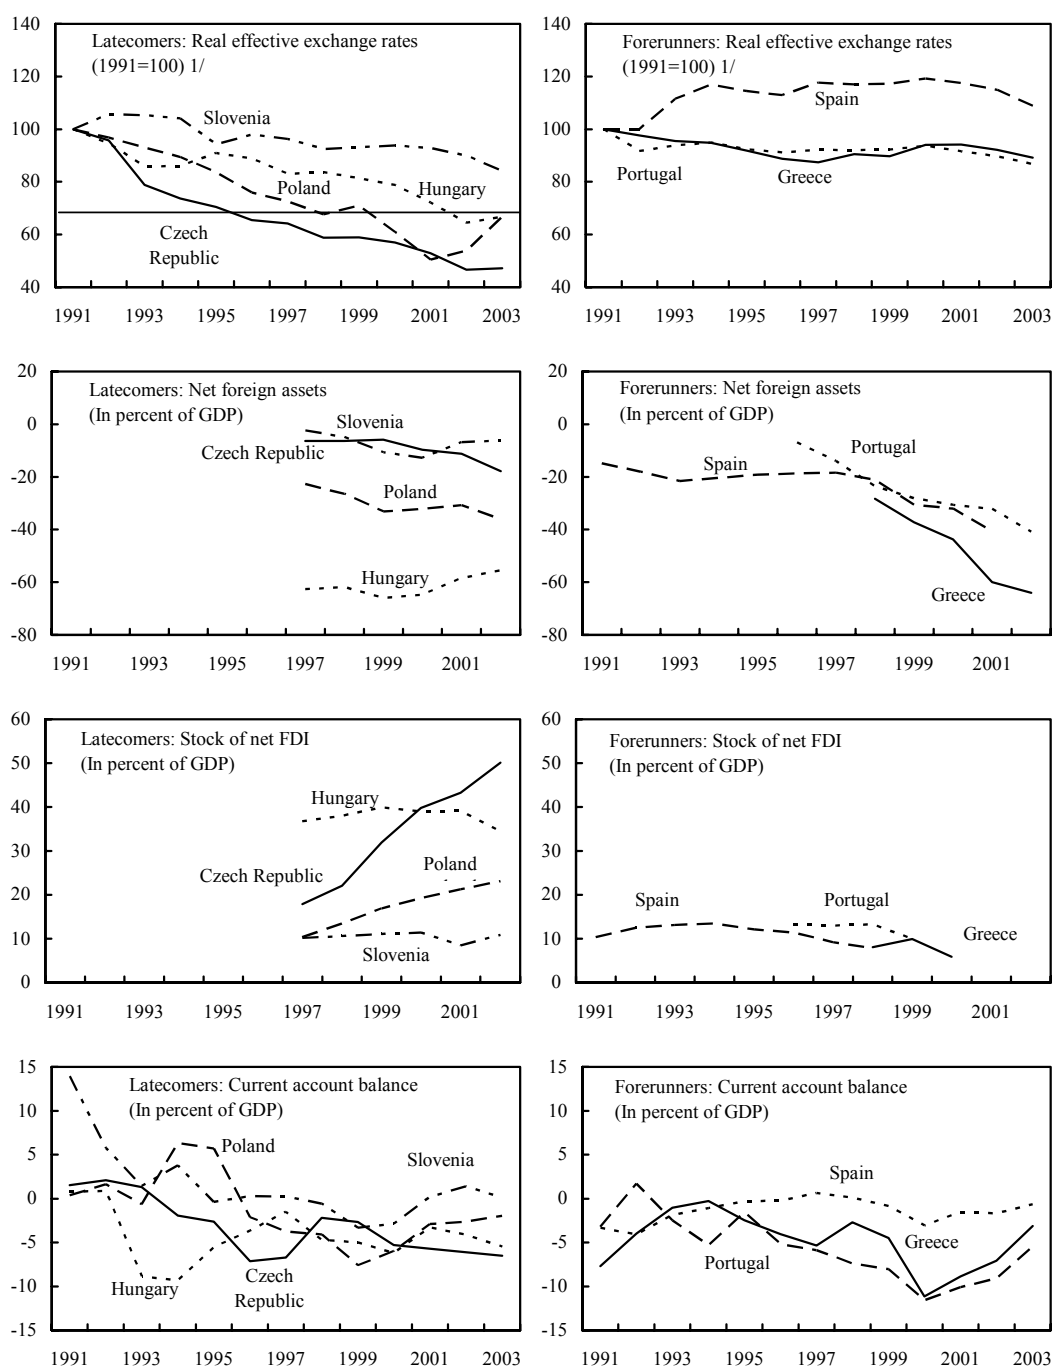 Latecomers: Real effective exchange rates
(1991=100) 1/
140
120
100
80
60
40
Slovenia
Poland
Hungary
Czech
Republic
1991 1993 1995 1997 1999 2001 2003
Forerunners: Real effective exchange rates
(1991=100) 1/
140
120
100
80
60
40
Spain
Portugal
Greece
1991 1993 1995 1997 1999 2001 2003
Latecomers: Net foreign assets
(In percent of GDP)
20
0
-20
-40
-60
-80
Slovenia
Czech Republic
Poland
Hungary
1991 1993 1995 1997 1999 2001
Forerunners: Net foreign assets
(In percent of GDP)
20
0
-20
-40
-60
-80
Portugal
Spain
Greece
1991 1993 1995 1997 1999 2001
Latecomers: Stock of net FDI
(In percent of GDP)
60
50
40
30
20
10
0
Hungary
Poland
Czech Republic
Slovenia
1991 1993 1995 1997 1999 2001
Forerunners: Stock of net FDI
(In percent of GDP)
60
50
40
30
20
10
0
Spain
Portugal
Greece
1991 1993 1995 1997 1999 2001
Latecomers: Current account balance
(In percent of GDP)
15
10
5
0
-5
-10
-15
Poland
Slovenia
Hungary
Czech
Republic
1991 1993 1995 1997 1999 2001 2003
Forerunners: Current account balance
(In percent of GDP)
15
10
5
0
-5
-10
-15
Spain
Portugal
Greece
1991 1993 1995 1997 1999 2001 2003